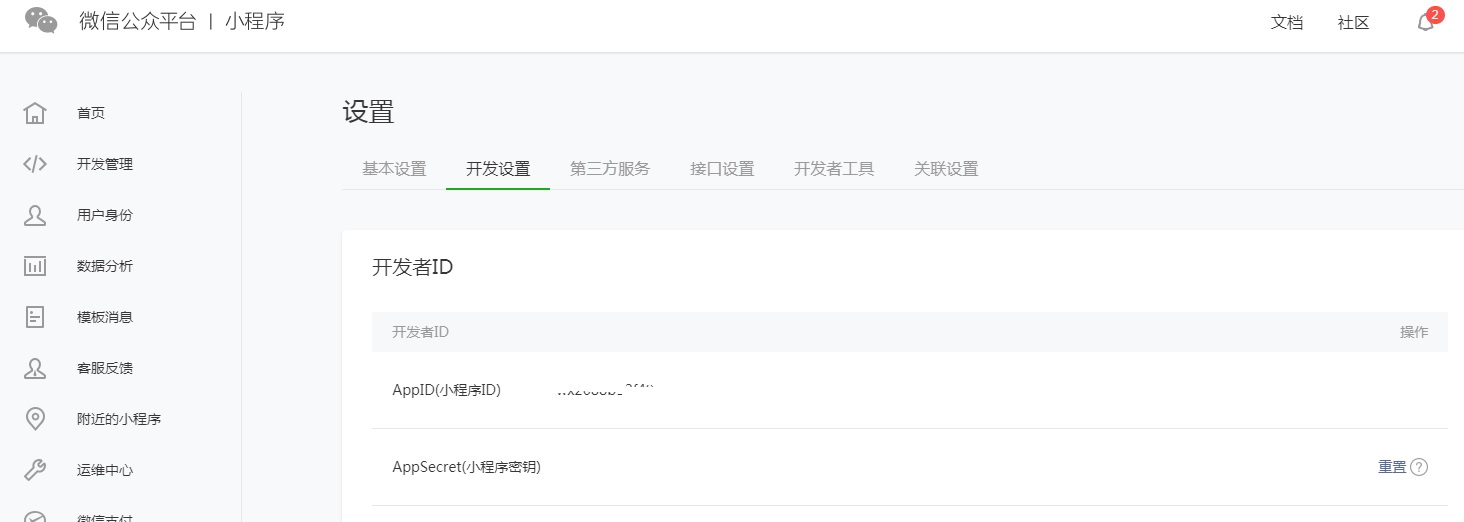 微信公众平台 | 小程序
文档 社区 2
首页
开发管理
用户身份
数据分析
模板消息
客服反馈
附近的小程序
运维中心
设置
基本设置 开发设置 第三方服务 接口设置 开发者工具 关联设置
开发者ID
开发者ID 操作
AppID(小程序ID)
AppSecret(小程序密钥) 重置 ?